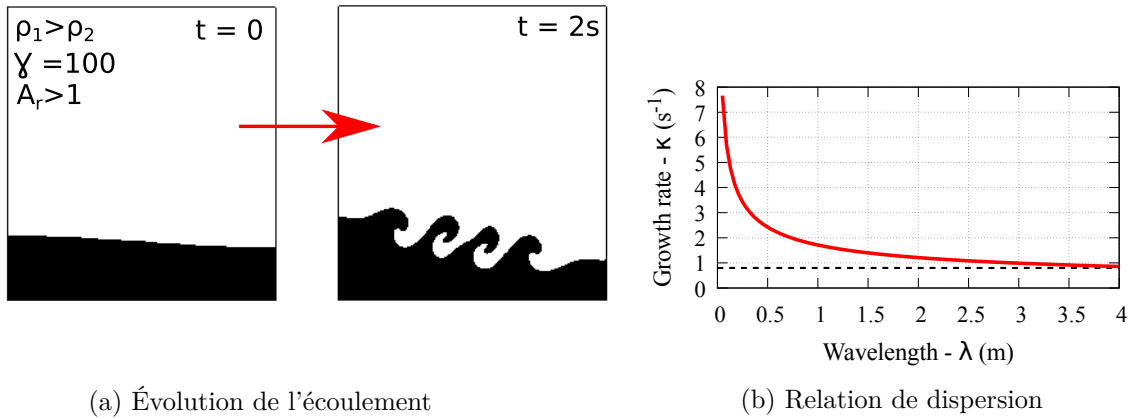 ρ₁>ρ₂
t = 0
γ =100
Aᵣ>1
t = 2s
(a) Évolution de l'écoulement
Growth rate - κ (s⁻¹)
8
7
6
5
4
3
2
1
0
0 0.5 1 1.5 2 2.5 3 3.5 4
Wavelength - λ (m)
(b) Relation de dispersion